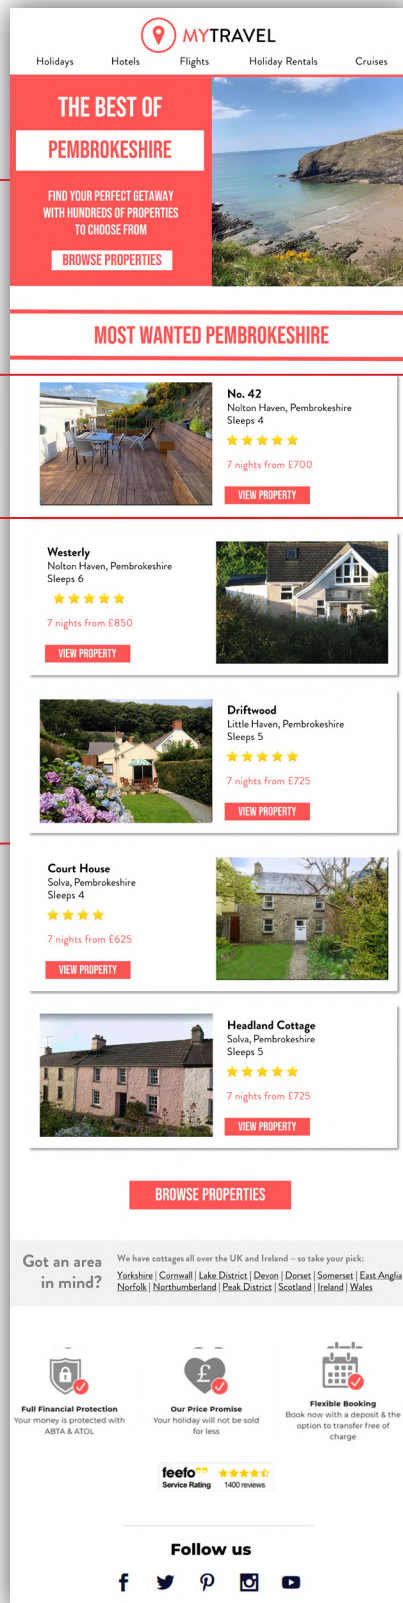 MYTRAVEL
Holidays Hotels Flights Holiday Rentals Cruises
THE BEST OF
PEMBROKESHIRE
FIND YOUR PERFECT GETAWAY
WITH HUNDREDS OF PROPERTIES
TO CHOOSE FROM
BROWSE PROPERTIES
MOST WANTED PEMBROKESHIRE
No. 42
Nolton Haven, Pembrokeshire
Sleeps 4
7 nights from £700
VIEW PROPERTY
Westerly
Nolton Haven, Pembrokeshire
Sleeps 6
7 nights from £850
VIEW PROPERTY
Driftwood
Little Haven, Pembrokeshire
Sleeps 5
7 nights from £725
VIEW PROPERTY
Court House
Solva, Pembrokeshire
Sleeps 4
7 nights from £625
VIEW PROPERTY
Headland Cottage
Solva, Pembrokeshire
Sleeps 5
7 nights from £725
VIEW PROPERTY
BROWSE PROPERTIES
Got an area
in mind?
We have cottages all over the UK and Ireland – so take your pick:
Yorkshire | Cornwall | Lake District | Devon | Dorset | Somerset | East Anglia
Norfolk | Northumberland | Peak District | Scotland | Ireland | Wales
Full Financial Protection
Your money is protected with
ABTA & ATOL
£
Our Price Promise
Your holiday will not be sold
for less
Flexible Booking
Book now with a deposit & the
option to transfer free of
charge
feefo
Service Rating 1400 reviews
Follow us